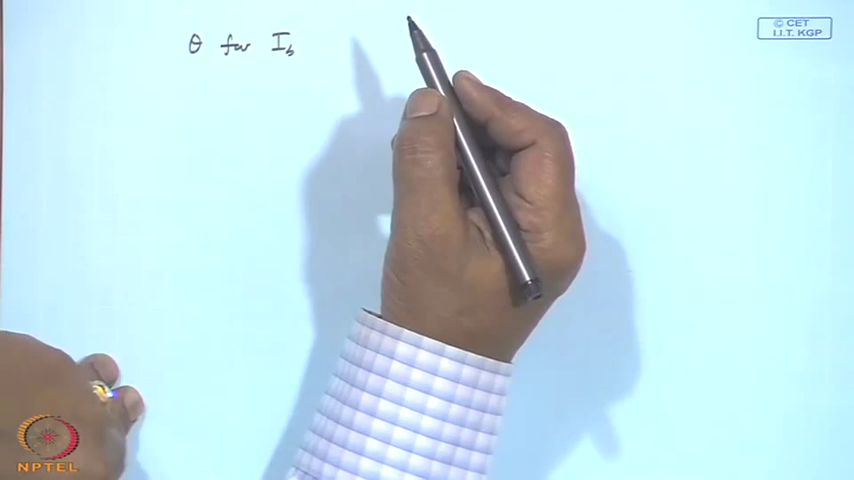 θ for I_b
© CET
I.I.T. KGP
NPTEL